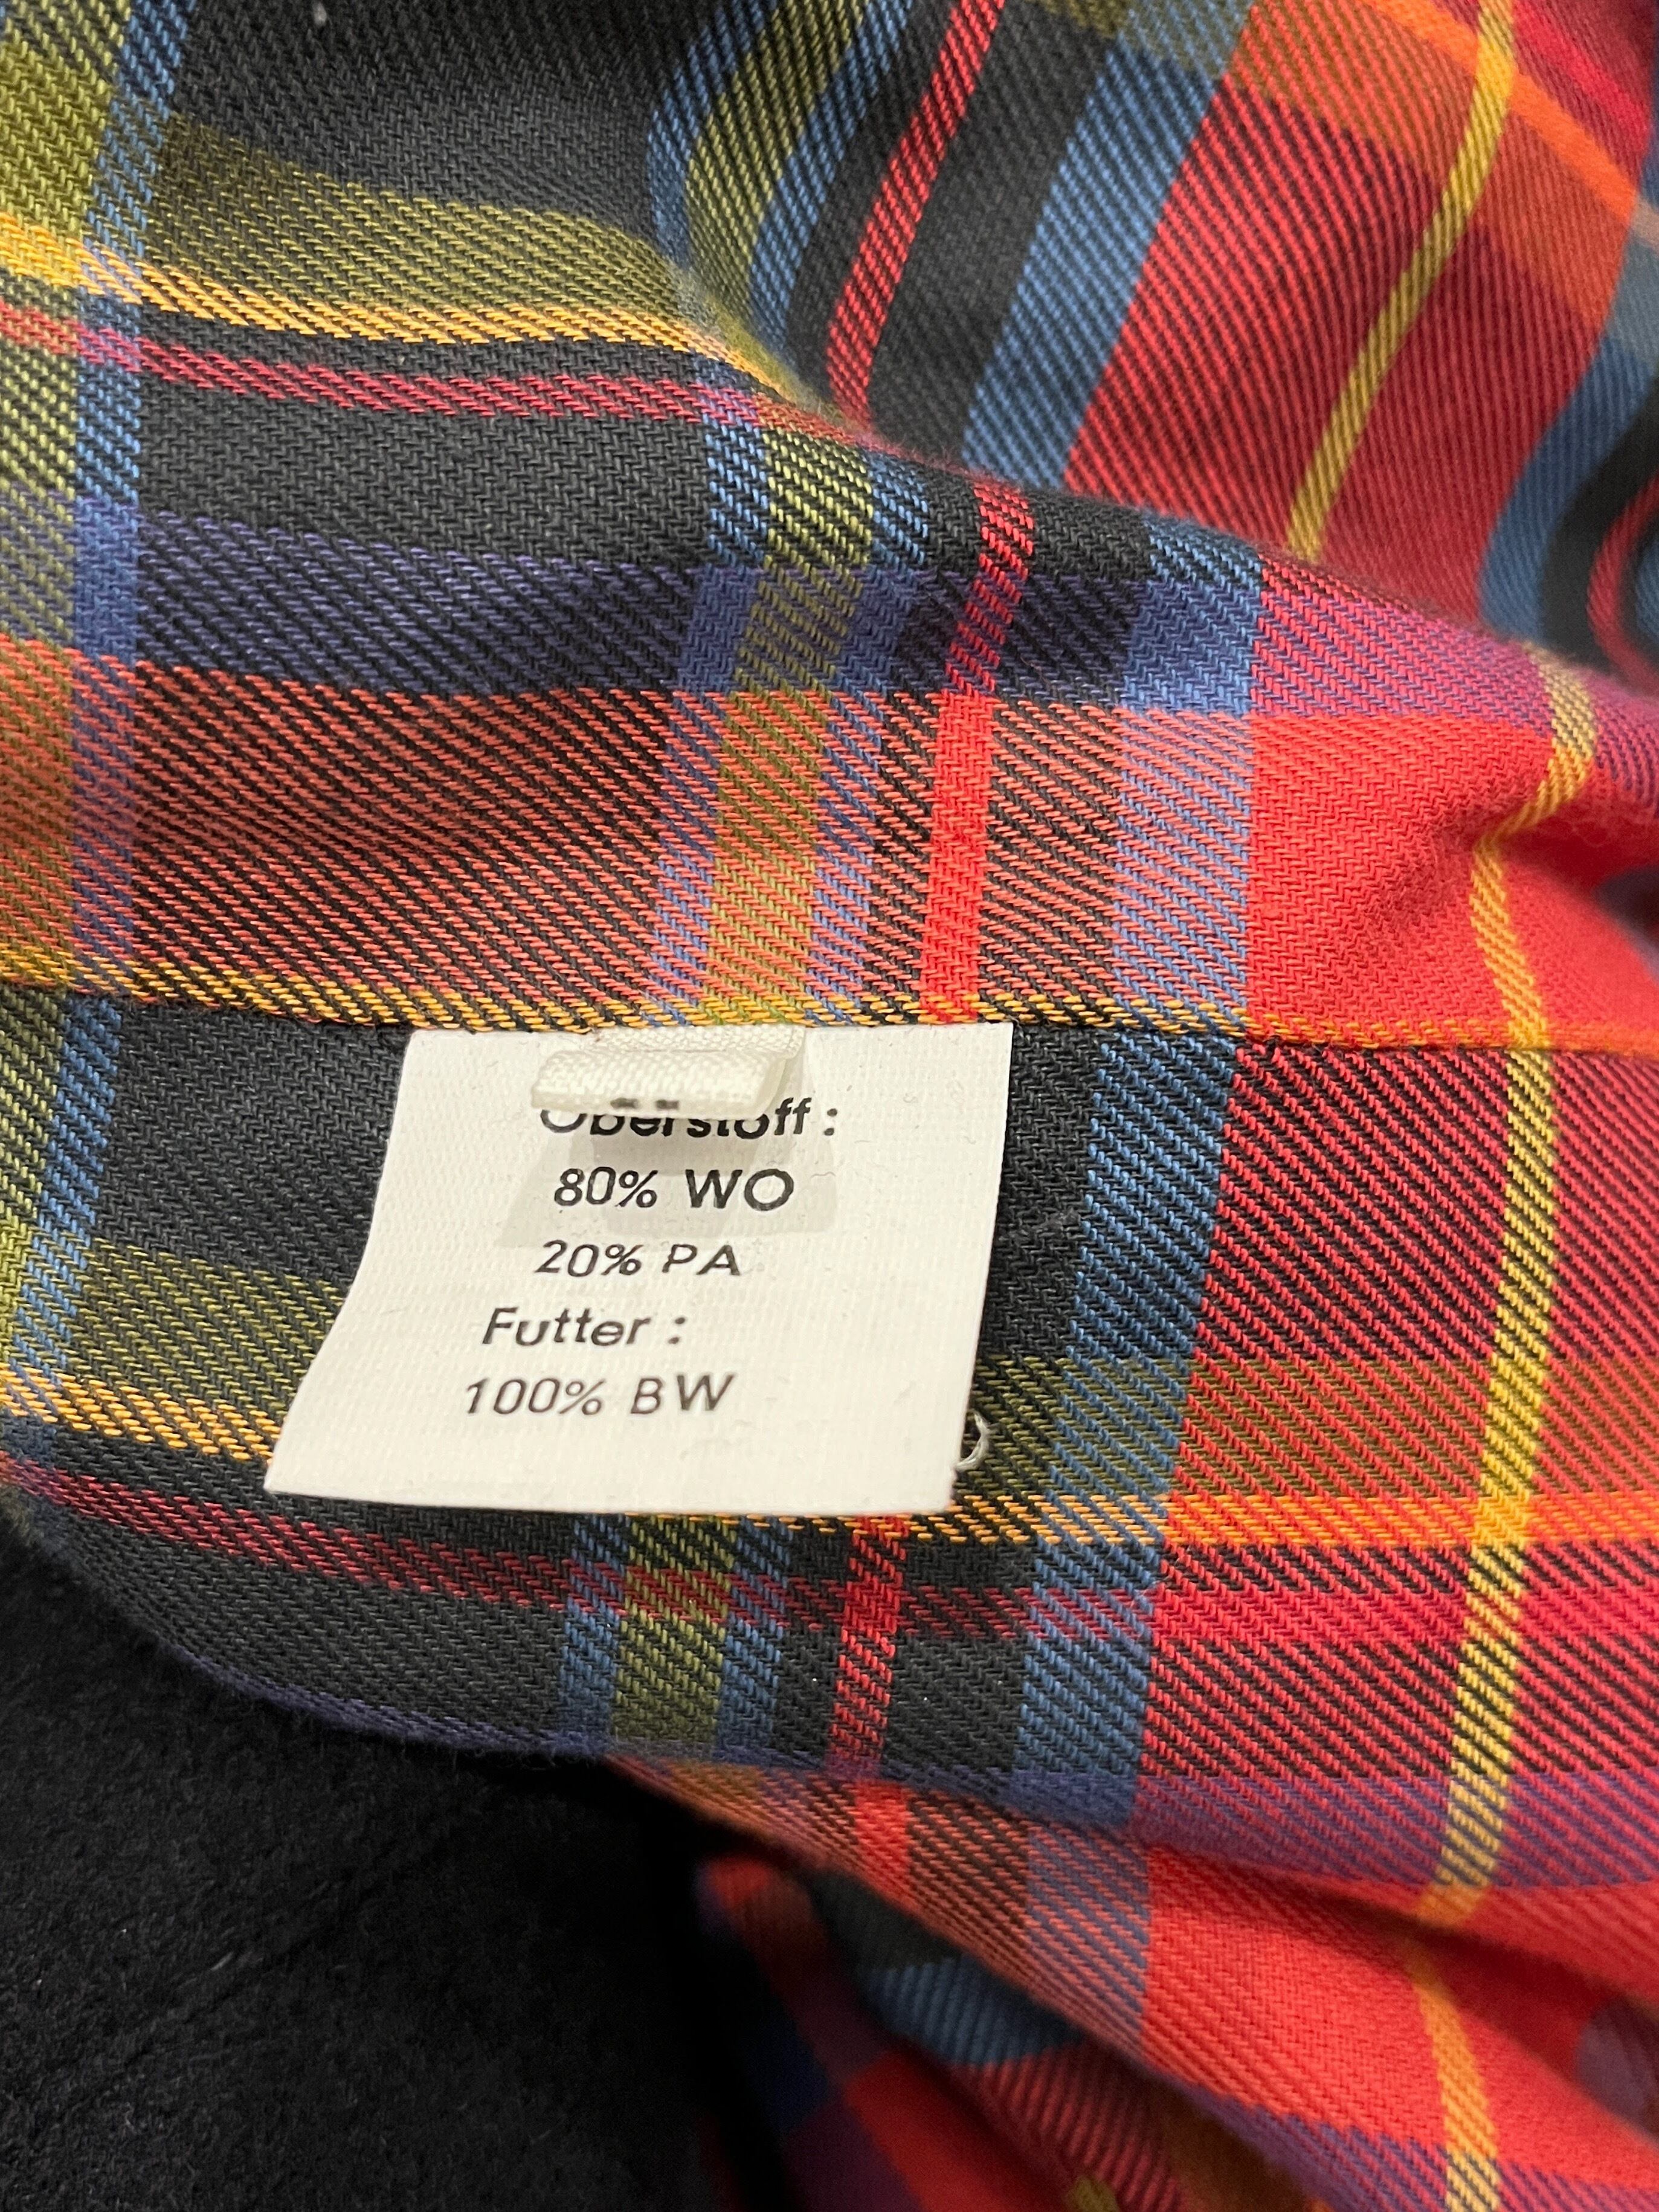 Oberstoff :
80% WO
20% PA
Futter :
100% BW